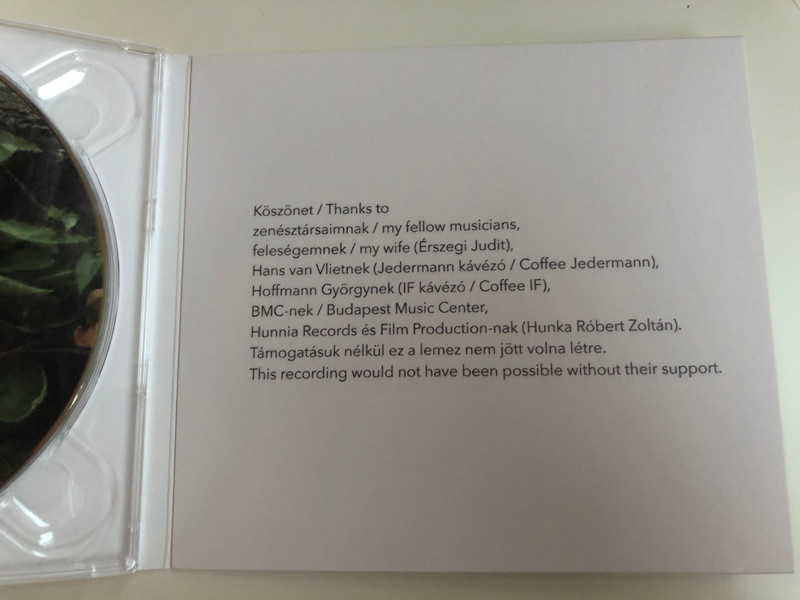 Köszönet / Thanks to
zenésztársaimnak / my fellow musicians,
feleségemnek / my wife (Érszegi Judit),
Hans van Vlietnek (Jedermann kávézó / Coffee Jedermann),
Hoffmann Györgynek (IF kávézó / Coffee IF),
BMC-nek / Budapest Music Center,
Hunnia Records és Film Production-nak (Hunka Róbert Zoltán).
Támogatásuk nélkül ez a lemez nem jött volna létre.
This recording would not have been possible without their support.